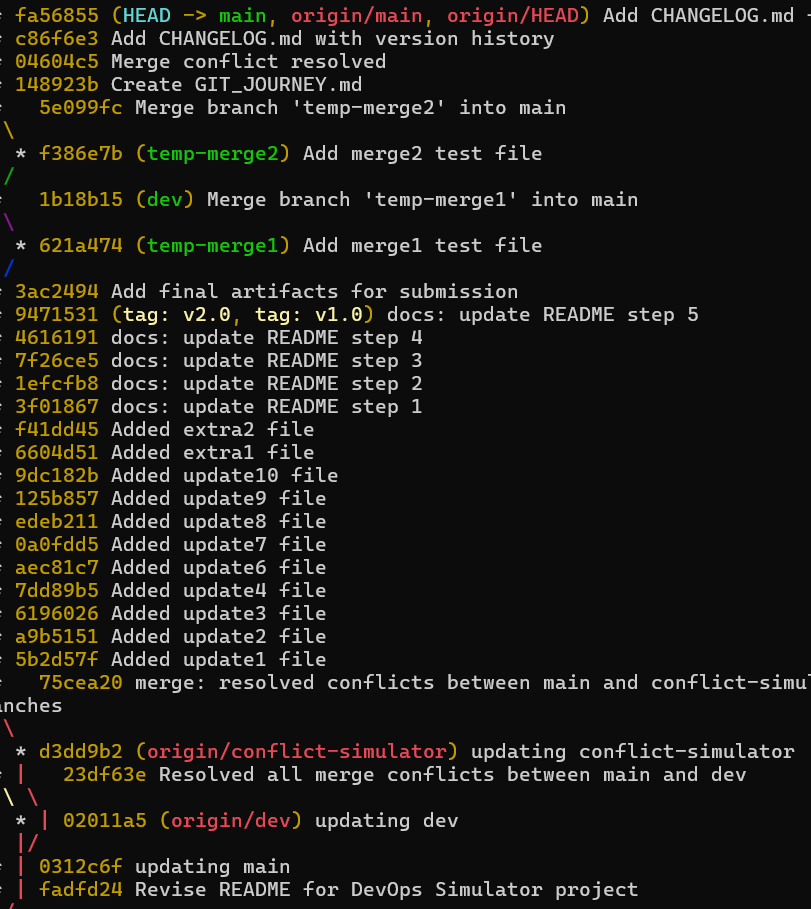 * fa56855 (HEAD -> main, origin/main, origin/HEAD) Add CHANGELOG.md
* c86f6e3 Add CHANGELOG.md with version history
* 04604c5 Merge conflict resolved
* 148923b Create GIT_JOURNEY.md
*   5e099fc Merge branch 'temp-merge2' into main
\
 * f386e7b (temp-merge2) Add merge2 test file
/
*   1b18b15 (dev) Merge branch 'temp-merge1' into main
\
 * 621a474 (temp-merge1) Add merge1 test file
/
* 3ac2494 Add final artifacts for submission
* 9471531 (tag: v2.0, tag: v1.0) docs: update README step 5
* 4616191 docs: update README step 4
* 7f26ce5 docs: update README step 3
* 1efcfb8 docs: update README step 2
* 3f01867 docs: update README step 1
* f41dd45 Added extra2 file
* 6604d51 Added extra1 file
* 9dc182b Added update10 file
* 125b857 Added update9 file
* edeb211 Added update8 file
* 0a0fdd5 Added update7 file
* aec81c7 Added update6 file
* 7dd89b5 Added update4 file
* 6196026 Added update3 file
* a9b5151 Added update2 file
* 5b2d57f Added update1 file
*   75cea20 merge: resolved conflicts between main and conflict-simul
anches
\
 * d3dd9b2 (origin/conflict-simulator) updating conflict-simulator
* |   23df63e Resolved all merge conflicts between main and dev
\ \
 * | 02011a5 (origin/dev) updating dev
 |/
* | 0312c6f updating main
* | fadfd24 Revise README for DevOps Simulator project